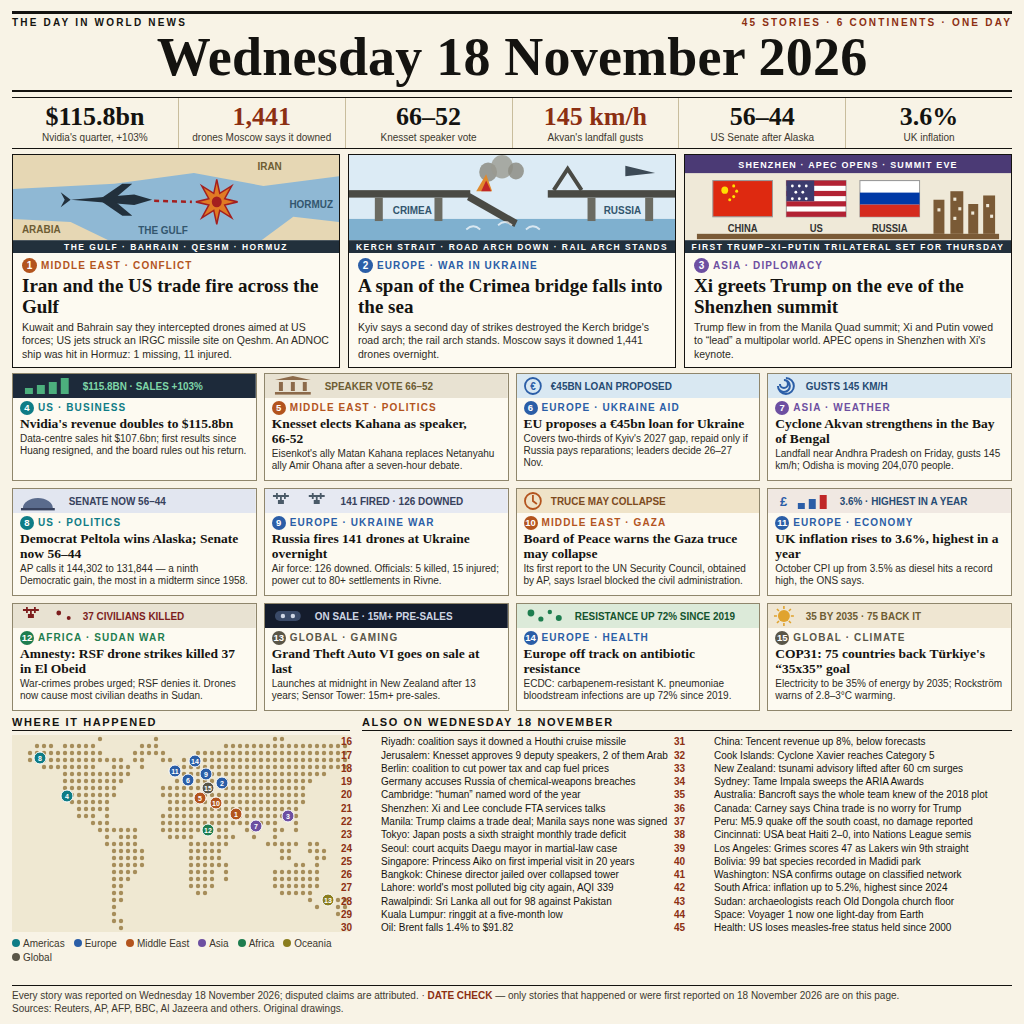 THE DAY IN WORLD NEWS
45 STORIES · 6 CONTINENTS · ONE DAY
Wednesday 18 November 2026
$115.8bn
Nvidia's quarter, +103%
1,441
drones Moscow says it downed
66–52
Knesset speaker vote
145 km/h
Akvan's landfall gusts
56–44
US Senate after Alaska
3.6%
UK inflation
IRAN
HORMUZ
ARABIA
THE GULF
THE GULF · BAHRAIN · QESHM · HORMUZ
1 MIDDLE EAST · CONFLICT
Iran and the US trade fire across the
Gulf
Kuwait and Bahrain say they intercepted drones aimed at US
forces; US jets struck an IRGC missile site on Qeshm. An ADNOC
ship was hit in Hormuz: 1 missing, 11 injured.
CRIMEA
RUSSIA
KERCH STRAIT · ROAD ARCH DOWN · RAIL ARCH STANDS
2 EUROPE · WAR IN UKRAINE
A span of the Crimea bridge falls into
the sea
Kyiv says a second day of strikes destroyed the Kerch bridge's
road arch; the rail arch stands. Moscow says it downed 1,441
drones overnight.
SHENZHEN · APEC OPENS · SUMMIT EVE
CHINA
US
RUSSIA
FIRST TRUMP–XI–PUTIN TRILATERAL SET FOR THURSDAY
3 ASIA · DIPLOMACY
Xi greets Trump on the eve of the
Shenzhen summit
Trump flew in from the Manila Quad summit; Xi and Putin vowed
to “lead” a multipolar world. APEC opens in Shenzhen with Xi's
keynote.
$115.8BN · SALES +103%
4 US · BUSINESS
Nvidia's revenue doubles to $115.8bn
Data-centre sales hit $107.6bn; first results since
Huang resigned, and the board rules out his return.
SPEAKER VOTE 66–52
5 MIDDLE EAST · POLITICS
Knesset elects Kahana as speaker,
66-52
Eisenkot's ally Matan Kahana replaces Netanyahu
ally Amir Ohana after a seven-hour debate.
€
€45BN LOAN PROPOSED
6 EUROPE · UKRAINE AID
EU proposes a €45bn loan for Ukraine
Covers two-thirds of Kyiv's 2027 gap, repaid only if
Russia pays reparations; leaders decide 26–27
Nov.
GUSTS 145 KM/H
7 ASIA · WEATHER
Cyclone Akvan strengthens in the Bay
of Bengal
Landfall near Andhra Pradesh on Friday, gusts 145
km/h; Odisha is moving 204,070 people.
SENATE NOW 56–44
8 US · POLITICS
Democrat Peltola wins Alaska; Senate
now 56–44
AP calls it 144,302 to 131,844 — a ninth
Democratic gain, the most in a midterm since 1958.
141 FIRED · 126 DOWNED
9 EUROPE · UKRAINE WAR
Russia fires 141 drones at Ukraine
overnight
Air force: 126 downed. Officials: 5 killed, 15 injured;
power cut to 80+ settlements in Rivne.
TRUCE MAY COLLAPSE
10 MIDDLE EAST · GAZA
Board of Peace warns the Gaza truce
may collapse
Its first report to the UN Security Council, obtained
by AP, says Israel blocked the civil administration.
£
3.6% · HIGHEST IN A YEAR
11 EUROPE · ECONOMY
UK inflation rises to 3.6%, highest in a
year
October CPI up from 3.5% as diesel hits a record
high, the ONS says.
37 CIVILIANS KILLED
12 AFRICA · SUDAN WAR
Amnesty: RSF drone strikes killed 37
in El Obeid
War-crimes probes urged; RSF denies it. Drones
now cause most civilian deaths in Sudan.
ON SALE · 15M+ PRE-SALES
13 GLOBAL · GAMING
Grand Theft Auto VI goes on sale at
last
Launches at midnight in New Zealand after 13
years; Sensor Tower: 15m+ pre-sales.
RESISTANCE UP 72% SINCE 2019
14 EUROPE · HEALTH
Europe off track on antibiotic
resistance
ECDC: carbapenem-resistant K. pneumoniae
bloodstream infections are up 72% since 2019.
35 BY 2035 · 75 BACK IT
15 GLOBAL · CLIMATE
COP31: 75 countries back Türkiye's
“35x35” goal
Electricity to be 35% of energy by 2035; Rockström
warns of 2.8–3°C warming.
WHERE IT HAPPENED
8
14
11
9
6
2
15
4
5
10
1
3
7
12
13
Americas Europe Middle East Asia Africa Oceania
Global
ALSO ON WEDNESDAY 18 NOVEMBER
16 Riyadh: coalition says it downed a Houthi cruise missile
17 Jerusalem: Knesset approves 9 deputy speakers, 2 of them Arab
18 Berlin: coalition to cut power tax and cap fuel prices
19 Germany accuses Russia of chemical-weapons breaches
20 Cambridge: “human” named word of the year
21 Shenzhen: Xi and Lee conclude FTA services talks
22 Manila: Trump claims a trade deal; Manila says none was signed
23 Tokyo: Japan posts a sixth straight monthly trade deficit
24 Seoul: court acquits Daegu mayor in martial-law case
25 Singapore: Princess Aiko on first imperial visit in 20 years
26 Bangkok: Chinese director jailed over collapsed tower
27 Lahore: world's most polluted big city again, AQI 339
28 Rawalpindi: Sri Lanka all out for 98 against Pakistan
29 Kuala Lumpur: ringgit at a five-month low
30 Oil: Brent falls 1.4% to $91.82
31 China: Tencent revenue up 8%, below forecasts
32 Cook Islands: Cyclone Xavier reaches Category 5
33 New Zealand: tsunami advisory lifted after 60 cm surges
34 Sydney: Tame Impala sweeps the ARIA Awards
35 Australia: Bancroft says the whole team knew of the 2018 plot
36 Canada: Carney says China trade is no worry for Trump
37 Peru: M5.9 quake off the south coast, no damage reported
38 Cincinnati: USA beat Haiti 2–0, into Nations League semis
39 Los Angeles: Grimes scores 47 as Lakers win 9th straight
40 Bolivia: 99 bat species recorded in Madidi park
41 Washington: NSA confirms outage on classified network
42 South Africa: inflation up to 5.2%, highest since 2024
43 Sudan: archaeologists reach Old Dongola church floor
44 Space: Voyager 1 now one light-day from Earth
45 Health: US loses measles-free status held since 2000
Every story was reported on Wednesday 18 November 2026; disputed claims are attributed. · DATE CHECK — only stories that happened or were first reported on 18 November 2026 are on this page.
Sources: Reuters, AP, AFP, BBC, Al Jazeera and others. Original drawings.